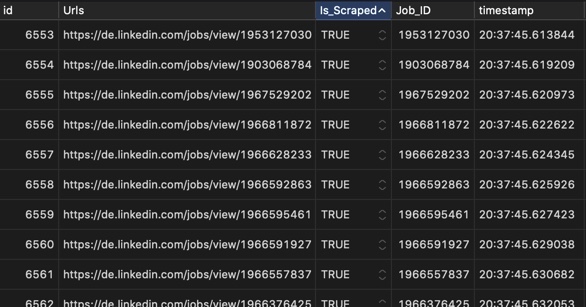 id Urls Is_Scraped Job_ID timestamp
6553 https://de.linkedin.com/jobs/view/1953127030 TRUE 1953127030 20:37:45.613844
6554 https://de.linkedin.com/jobs/view/1903068784 TRUE 1903068784 20:37:45.619209
6555 https://de.linkedin.com/jobs/view/1967529202 TRUE 1967529202 20:37:45.620973
6556 https://de.linkedin.com/jobs/view/1966811872 TRUE 1966811872 20:37:45.622622
6557 https://de.linkedin.com/jobs/view/1966628233 TRUE 1966628233 20:37:45.624345
6558 https://de.linkedin.com/jobs/view/1966592863 TRUE 1966592863 20:37:45.625926
6559 https://de.linkedin.com/jobs/view/1966595461 TRUE 1966595461 20:37:45.627423
6560 https://de.linkedin.com/jobs/view/1966591927 TRUE 1966591927 20:37:45.629038
6561 https://de.linkedin.com/jobs/view/1966557837 TRUE 1966557837 20:37:45.630682
6562 https://de.linkedin.com/jobs/view/1966376425 TRUE 1966376425 20:37:45.632053